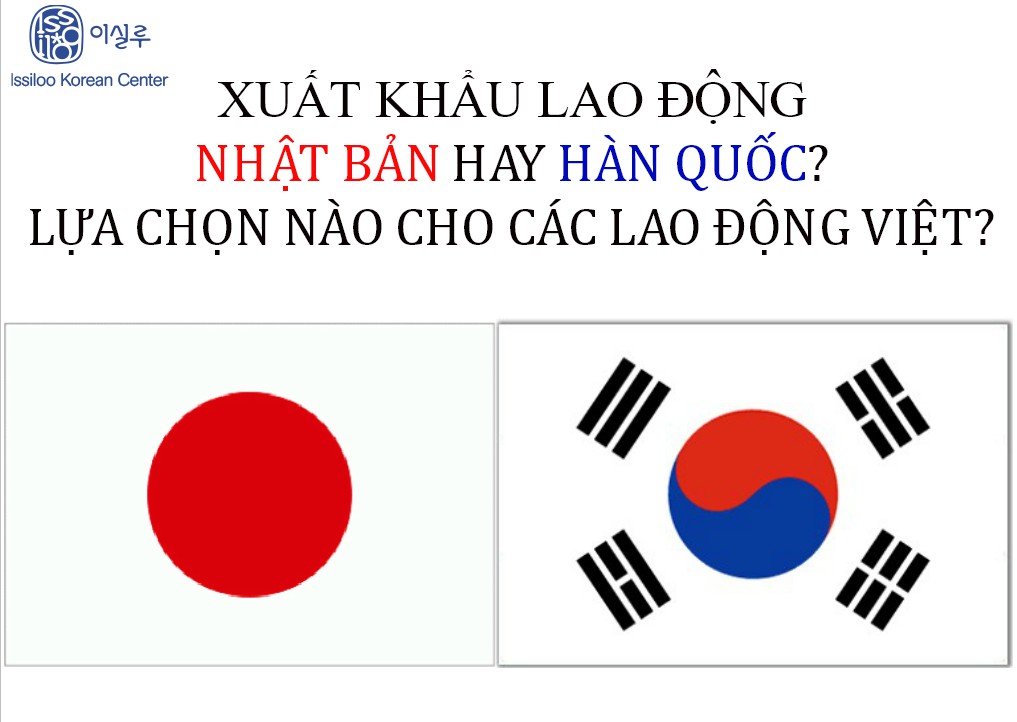 이실루
Issiloo Korean Center
XUẤT KHẨU LAO ĐỘNG
NHẬT BẢN HAY HÀN QUỐC?
LỰA CHỌN NÀO CHO CÁC LAO ĐỘNG VIỆT?